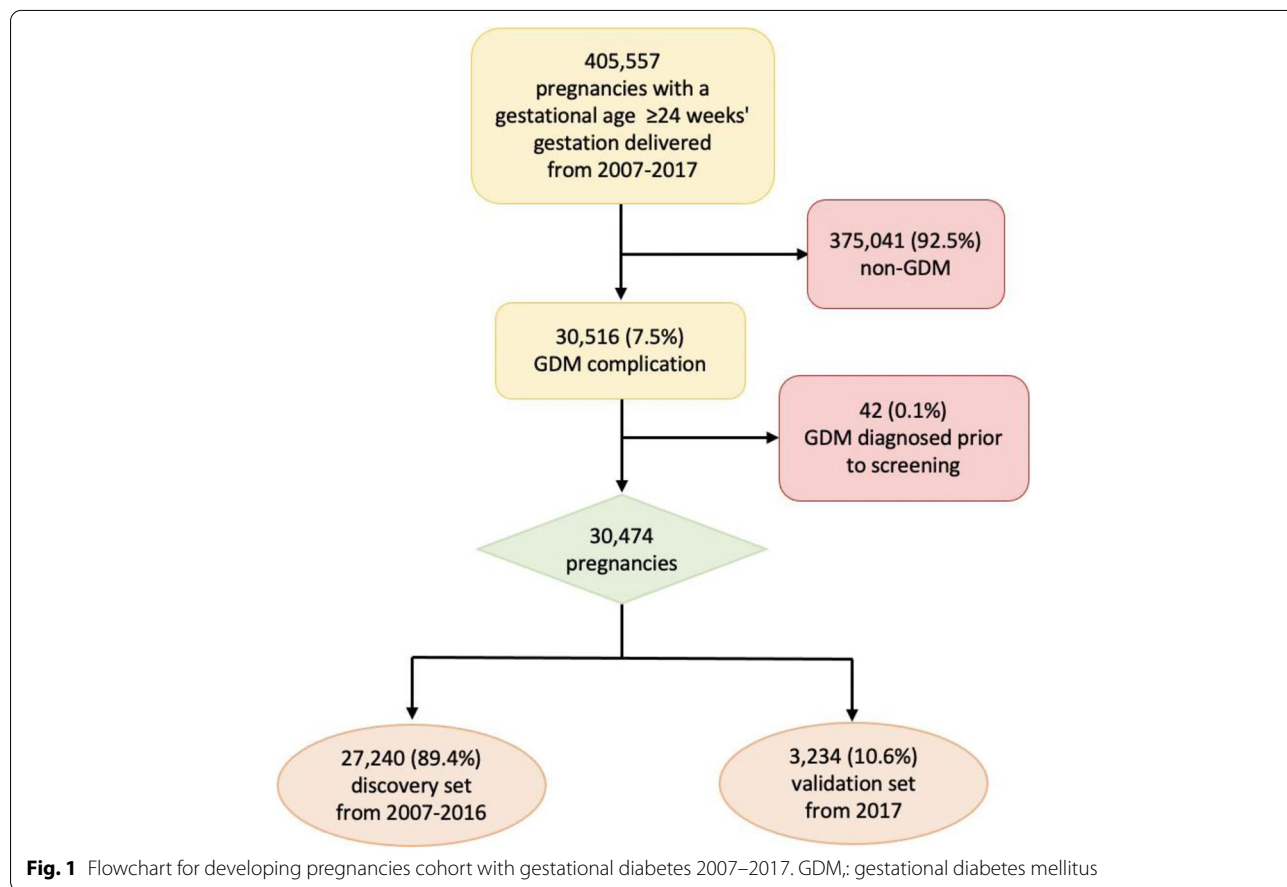 405,557
pregnancies with a
gestational age ≥24 weeks'
gestation delivered
from 2007-2017
375,041 (92.5%)
non-GDM
30,516 (7.5%)
GDM complication
42 (0.1%)
GDM diagnosed prior
to screening
30,474
pregnancies
27,240 (89.4%)
discovery set
from 2007-2016
3,234 (10.6%)
validation set
from 2017
Fig. 1 Flowchart for developing pregnancies cohort with gestational diabetes 2007–2017. GDM,: gestational diabetes mellitus